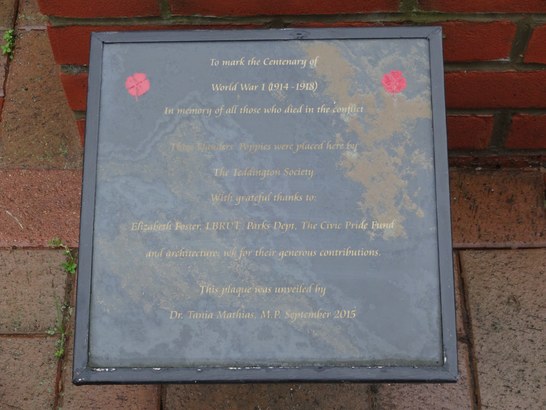 To mark the Centenary of
World War I (1914-1918)
In memory of all those who died in the conflict
These Flanders' Poppies were placed here by
The Teddington Society
With grateful thanks to:
Elizabeth Foster, LBRUT, Parks Dept, The Civic Pride Fund
and architecture, wk for their generous contributions.
This plaque was unveiled by
Dr. Tania Mathias, M.P. September 2015